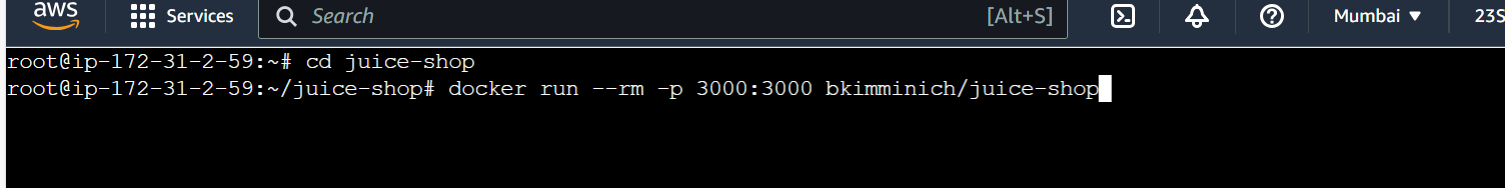 aws Services Search [Alt+S] Mumbai ▼ 23S
root@ip-172-31-2-59:~# cd juice-shop
root@ip-172-31-2-59:~/juice-shop# docker run --rm -p 3000:3000 bkimminich/juice-shop